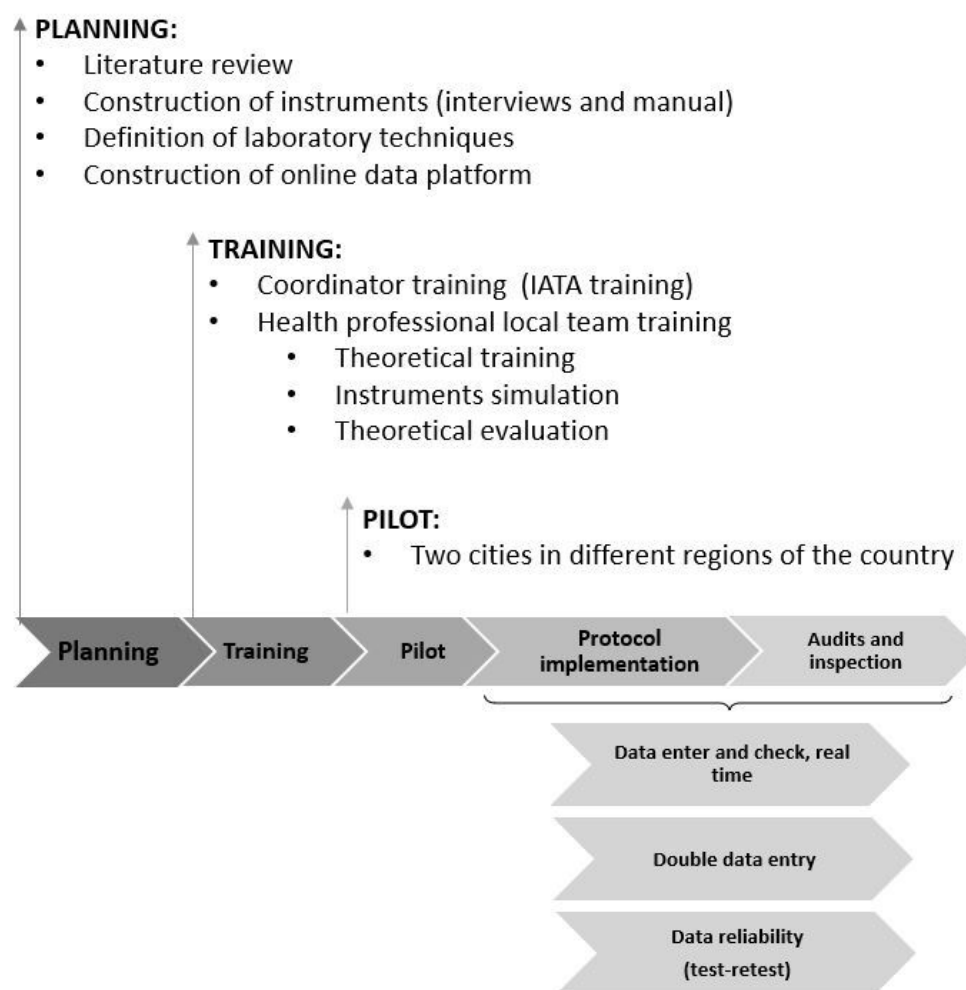 PLANNING:
• Literature review
• Construction of instruments (interviews and manual)
• Definition of laboratory techniques
• Construction of online data platform
TRAINING:
• Coordinator training (IATA training)
• Health professional local team training
• Theoretical training
• Instruments simulation
• Theoretical evaluation
PILOT:
• Two cities in different regions of the country
Planning
Training
Pilot
Protocol
implementation
Audits and
inspection
Data enter and check, real
time
Double data entry
Data reliability
(test-retest)